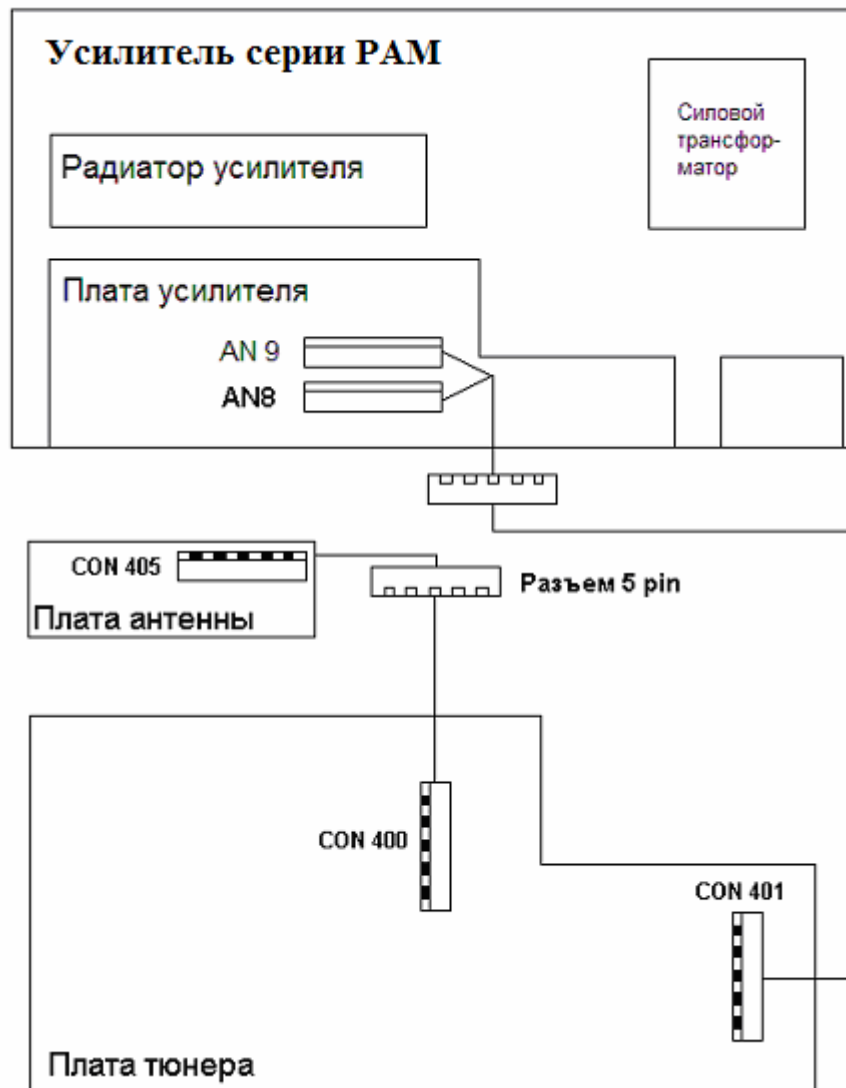 Усилитель серии РАМ
Силовой
трансфор-
матор
Радиатор усилителя
Плата усилителя
AN 9
AN8
CON 405
Разъем 5 pin
Плата антенны
CON 400
CON 401
Плата тюнера